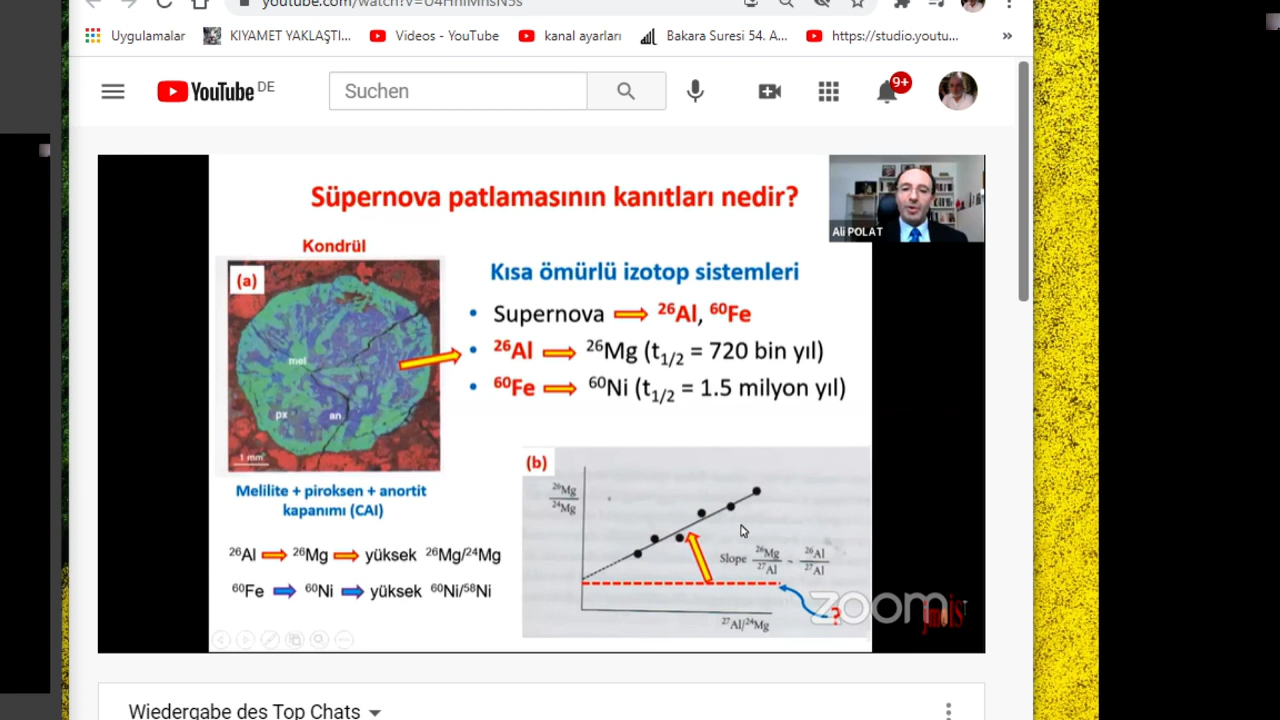 youtube.com/watch?v=U4HnIMnsN5s
Uygulamalar KIYAMET YAKLAŞTI... Videos - YouTube kanal ayarları Bakara Suresi 54. A... https://studio.youtu... »
YouTube DE
Suchen
9+
Süpernova patlamasının kanıtları nedir?
Ali POLAT
Kondrül
(a)
mel
px
an
1 mm
Kısa ömürlü izotop sistemleri
• Supernova ⇨ ²⁶Al, ⁶⁰Fe
• ²⁶Al ⇨ ²⁶Mg (t₁/₂ = 720 bin yıl)
• ⁶⁰Fe ⇨ ⁶⁰Ni (t₁/₂ = 1.5 milyon yıl)
Melilite + piroksen + anortit
kapanımı (CAI)
²⁶Al ⇨ ²⁶Mg ⇨ yüksek ²⁶Mg/²⁴Mg
⁶⁰Fe ⇨ ⁶⁰Ni ⇨ yüksek ⁶⁰Ni/⁵⁸Ni
(b)
²⁶Mg
²⁴Mg
Slope ²⁶Mg/²⁷Al - ²⁶Al/²⁷Al
²⁷Al/²⁴Mg
?
zoom
Wiedergabe des Top Chats